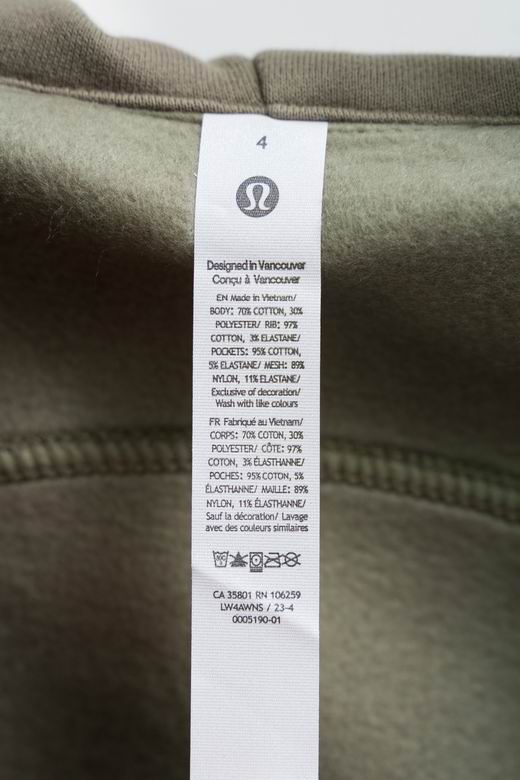 4
Designed in Vancouver
Conçu à Vancouver
EN Made in Vietnam/
BODY: 70% COTTON, 30%
POLYESTER/ RIB: 97%
COTTON, 3% ELASTANE/
POCKETS: 95% COTTON,
5% ELASTANE/ MESH: 89%
NYLON, 11% ELASTANE/
Exclusive of decoration/
Wash with like colours
FR Fabriqué au Vietnam/
CORPS: 70% COTON, 30%
POLYESTER/ CÔTE: 97%
COTON, 3% ÉLASTHANNE/
POCHES: 95% COTON, 5%
ÉLASTHANNE/ MAILLE: 89%
NYLON, 11% ÉLASTHANNE/
Sauf la décoration/ Lavage
avec des couleurs similaires
CA 35801 RN 106259
LW4AWNS / 23-4
0005190-01